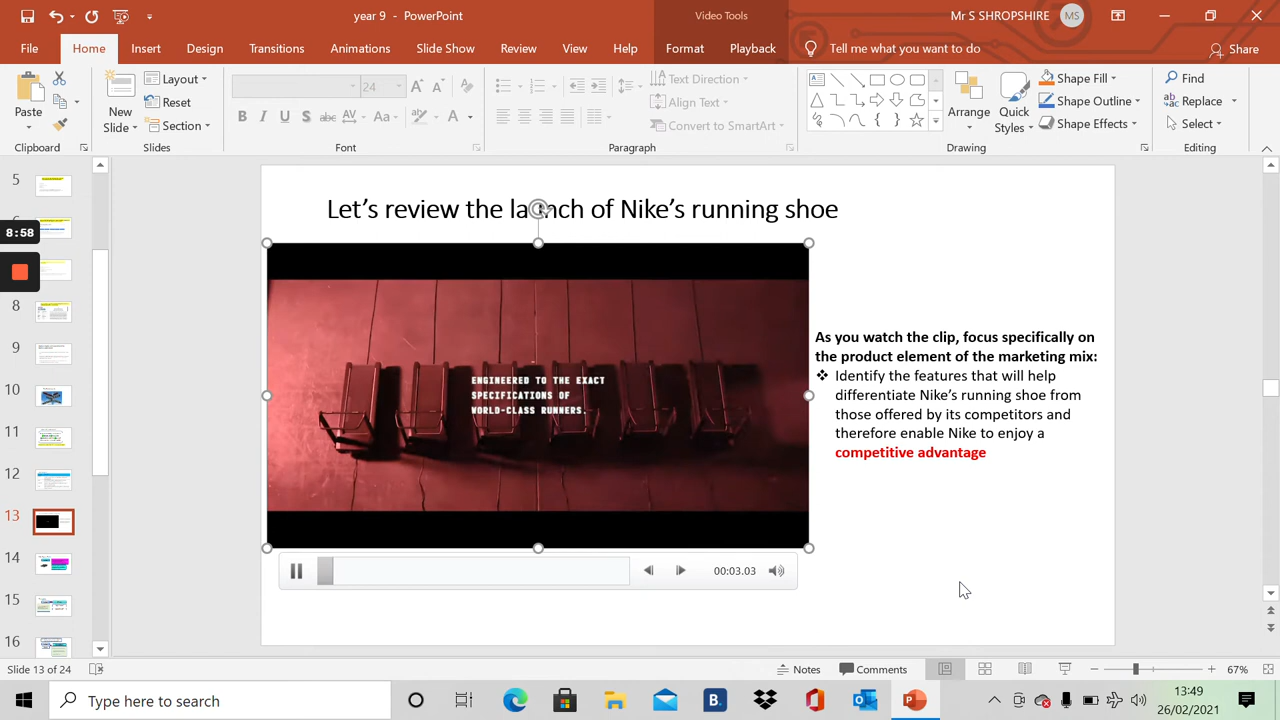 year 9 - PowerPoint
Video Tools
Mr S SHROPSHIRE
MS
File
Home
Insert
Design
Transitions
Animations
Slide Show
Review
View
Help
Format
Playback
Tell me what you want to do
Share
Paste
New
Slide
Layout
Reset
Section
24
Text Direction
Align Text
Convert to SmartArt
Arrange
Quick
Styles
Shape Fill
Shape Outline
Shape Effects
Find
Replace
Select
Clipboard
Slides
Font
Paragraph
Drawing
Editing
5
8:58
8
9
10
11
12
13
14
15
16
Let's review the launch of Nike's running shoe
ENGINEERED TO THE EXACT
SPECIFICATIONS OF
WORLD-CLASS RUNNERS.
00:03.03
As you watch the clip, focus specifically on
the product element of the marketing mix:
❖ Identify the features that will help
differentiate Nike's running shoe from
those offered by its competitors and
therefore enable Nike to enjoy a
competitive advantage
Slide 13 of 24
Notes
Comments
67%
Type here to search
13:49
26/02/2021